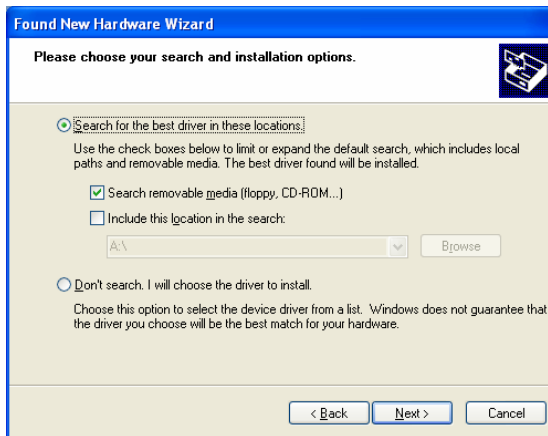 Found New Hardware Wizard
Please choose your search and installation options.
Search for the best driver in these locations.
Use the check boxes below to limit or expand the default search, which includes local
paths and removable media. The best driver found will be installed.
Search removable media (floppy, CD-ROM...)
Include this location in the search:
A:\
Browse
Don't search. I will choose the driver to install.
Choose this option to select the device driver from a list. Windows does not guarantee that
the driver you choose will be the best match for your hardware.
< Back Next > Cancel